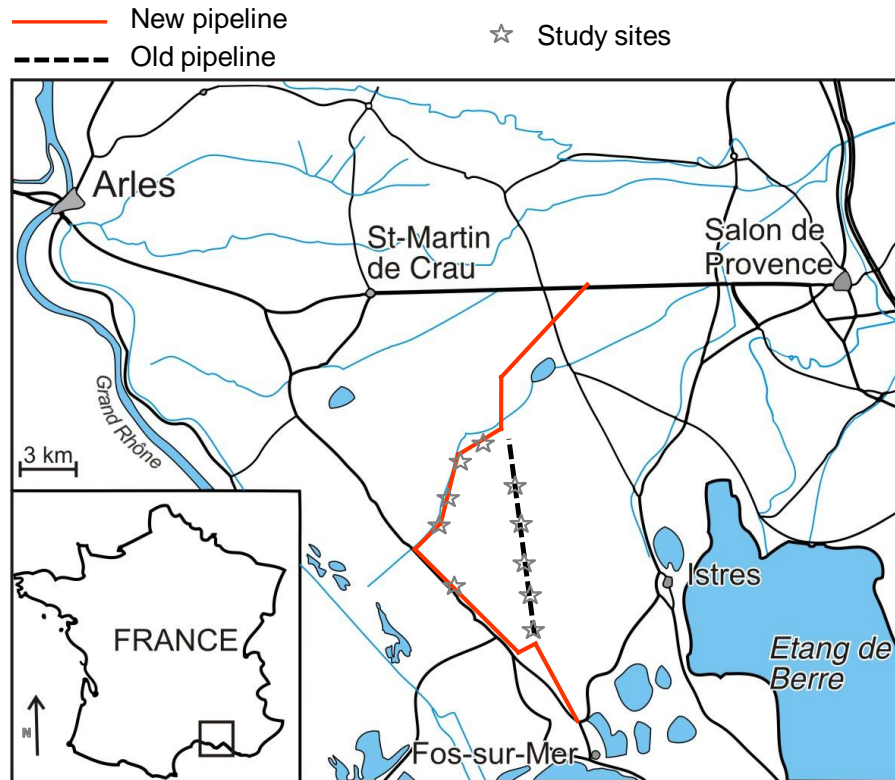 New pipeline
Old pipeline
Study sites
Arles
St-Martin
de Crau
Salon de
Provence
Grand Rhône
3 km
Istres
FRANCE
Etang de
Berre
N
Fos-sur-Mer